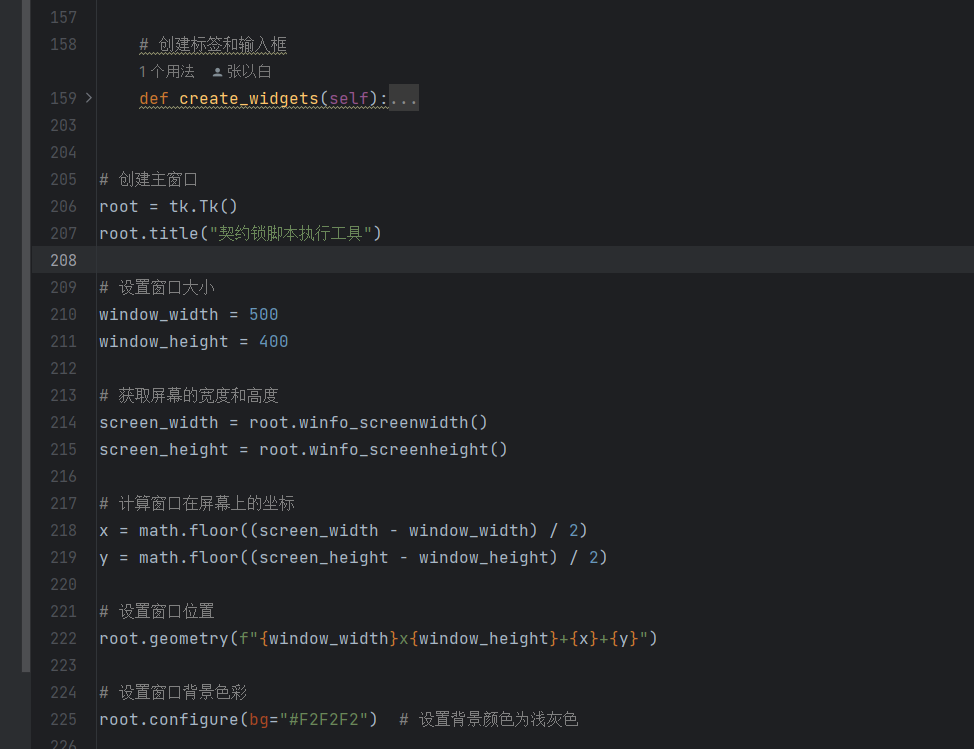 157
158 # 创建标签和输入框
1个用法 张以白
159 def create_widgets(self):...
203
204
205 # 创建主窗口
206 root = tk.Tk()
207 root.title("契约锁脚本执行工具")
208
209 # 设置窗口大小
210 window_width = 500
211 window_height = 400
212
213 # 获取屏幕的宽度和高度
214 screen_width = root.winfo_screenwidth()
215 screen_height = root.winfo_screenheight()
216
217 # 计算窗口在屏幕上的坐标
218 x = math.floor((screen_width - window_width) / 2)
219 y = math.floor((screen_height - window_height) / 2)
220
221 # 设置窗口位置
222 root.geometry(f"{window_width}x{window_height}+{x}+{y}")
223
224 # 设置窗口背景色彩
225 root.configure(bg="#F2F2F2") # 设置背景颜色为浅灰色
226